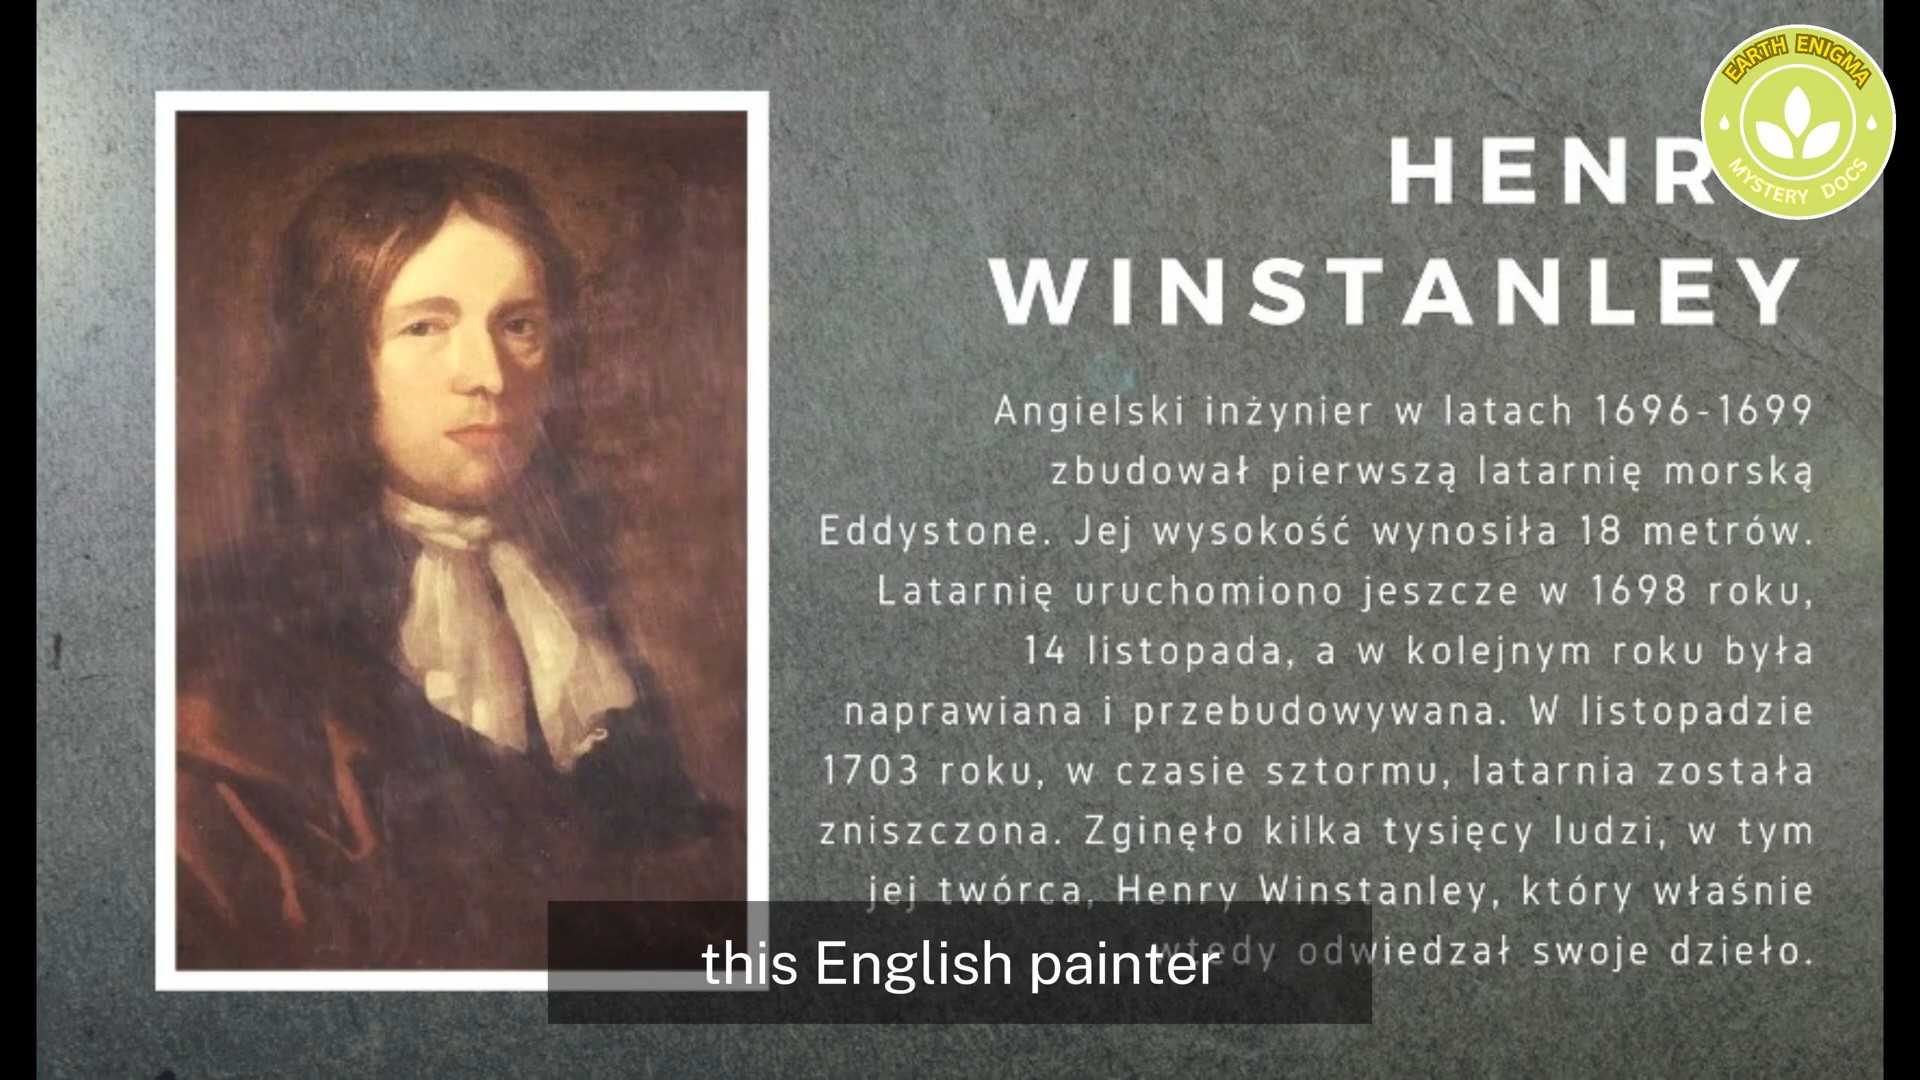 EARTH ENIGMA
MYSTERY DOCS
HENR
WINSTANLEY
Angielski inżynier w latach 1696-1699
zbudował pierwszą latarnię morską
Eddystone. Jej wysokość wynosiła 18 metrów.
Latarnię uruchomiono jeszcze w 1698 roku,
14 listopada, a w kolejnym roku była
naprawiana i przebudowywana. W listopadzie
1703 roku, w czasie sztormu, latarnia została
zniszczona. Zginęło kilka tysięcy ludzi, w tym
jej twórca, Henry Winstanley, który właśnie
wtedy odwiedzał swoje dzieło.
this English painter